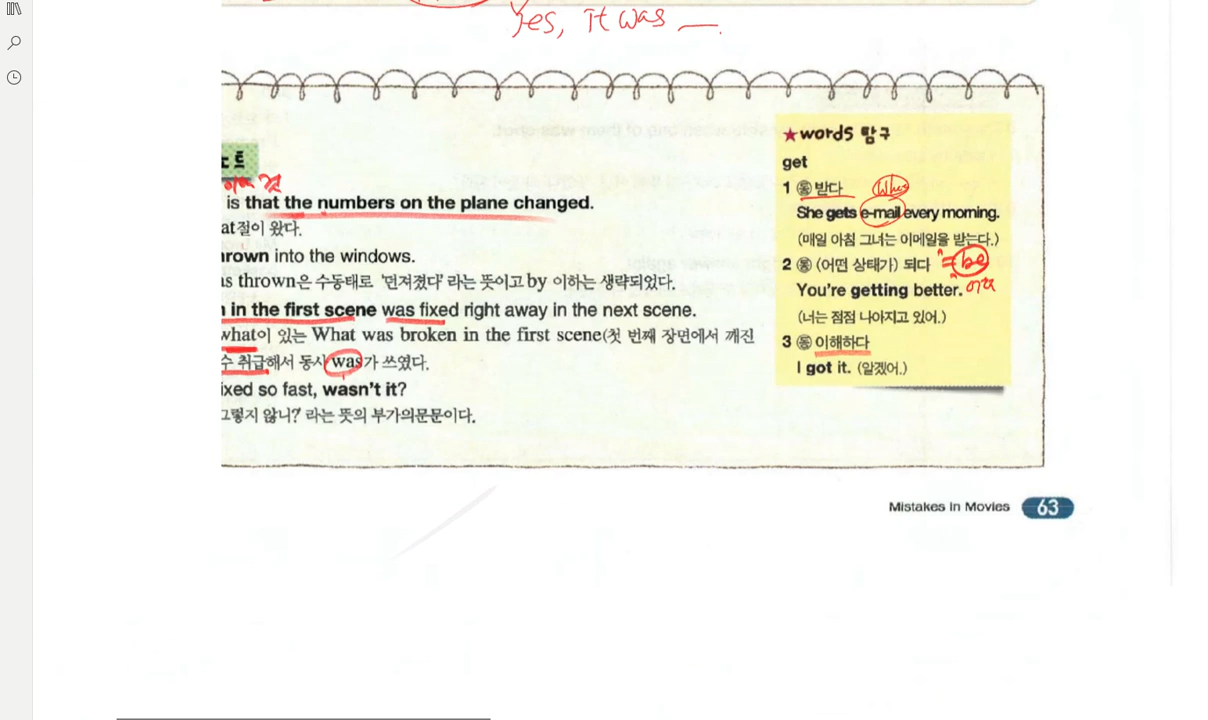 Yes, it was —.
노트
is that the numbers on the plane changed.
at절이 왔다.
rown into the windows.
as thrown은 수동태로 '던져졌다' 라는 뜻이고 by 이하는 생략되었다.
in the first scene was fixed right away in the next scene.
what이 있는 What was broken in the first scene(첫 번째 장면에서 깨진
수 취급해서 동사 was가 쓰였다.
ixed so fast, wasn't it?
그렇지 않니?' 라는 뜻의 부가의문문이다.
★words 탐구
get
1 동 받다
She gets e-mail every morning.
(매일 아침 그녀는 이메일을 받는다.)
2 동 (어떤 상태가) 되다 = be
You're getting better.
(너는 점점 나아지고 있어.)
3 동 이해하다
I got it. (알겠어.)
Mistakes in Movies 63